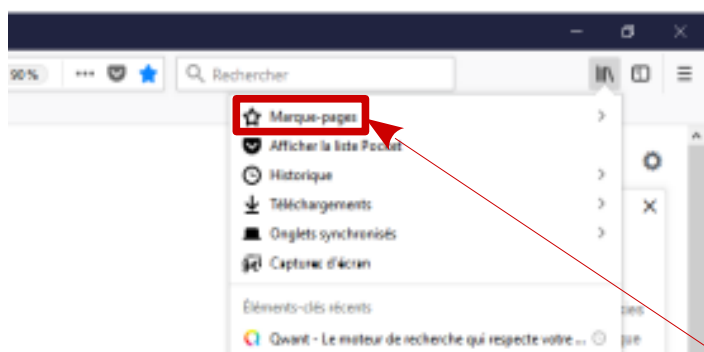 90%
Rechercher
Marque-pages
Afficher la liste Pocket
Historique
Téléchargements
Onglets synchronisés
Captures d'écran
Éléments-clés récents
Qwant - Le moteur de recherche qui respecte votre ...